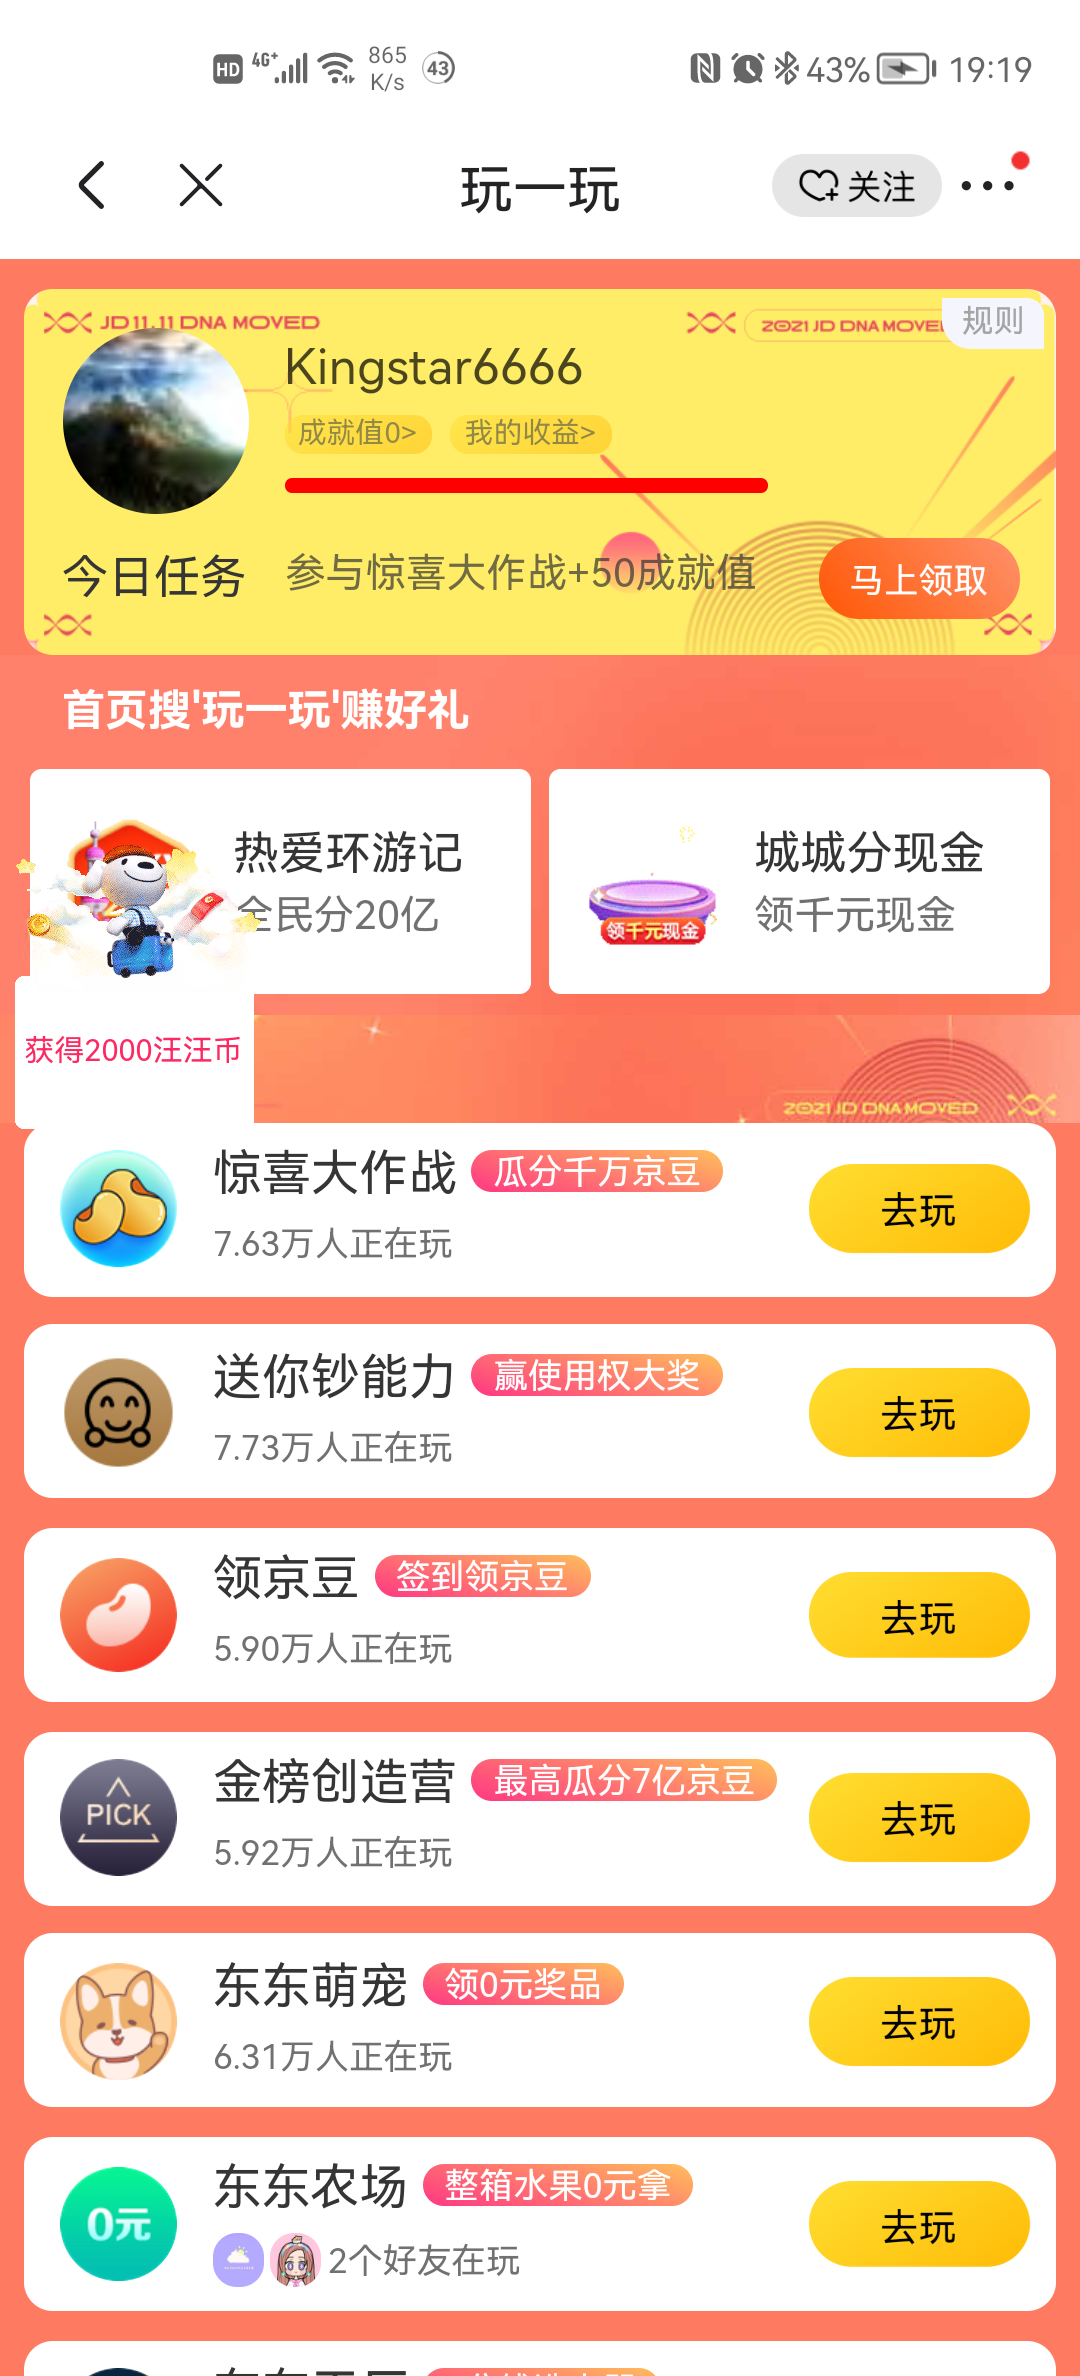 HD 4G+ 865 K/s 43 43% 19:19
玩一玩 关注
JD 11.11 DNA MOVED 2021 JD DNA MOVE 规则
Kingstar6666
成就值0> 我的收益>
今日任务 参与惊喜大作战+50成就值 马上领取
首页搜'玩一玩'赚好礼
热爱环游记
全民分20亿
城城分现金
领千元现金
领千元现金
获得2000汪汪币
2021 JD DNA MOVED
惊喜大作战 瓜分千万京豆
7.63万人正在玩
去玩
送你钞能力 赢使用权大奖
7.73万人正在玩
去玩
领京豆 签到领京豆
5.90万人正在玩
去玩
PICK
金榜创造营 最高瓜分7亿京豆
5.92万人正在玩
去玩
东东萌宠 领0元奖品
6.31万人正在玩
去玩
0元
东东农场 整箱水果0元拿
2个好友在玩
去玩